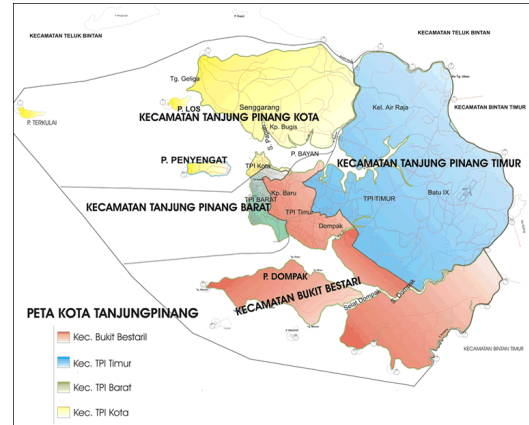 KECAMATAN TELUK BINTAN
KECAMATAN TELUK BINTAN
Tg. Geliga
P. LOS
Senggarang
KECAMATAN TANJUNG PINANG KOTA
Kel. Air Raja
KECAMATAN BINTAN TIMUR
P. TERKULAI
Kp. Bugis
P. BAYAN
P. PENYENGAT
TPI Kota
KECAMATAN TANJUNG PINANG TIMUR
Kp. Baru
Batu IX
TPI BARAT
TPI TIMUR
KECAMATAN TANJUNG PINANG BARAT
TPI Timur
Dompak
P. DOMPAK
KECAMATAN BUKIT BESTARI
Selat Dompak
S. Dompak
PETA KOTA TANJUNGPINANG
Kec. Bukit Bestaril
KECAMATAN BINTAN TIMUR
Kec. TPI Timur
Kec. TPI Barat
Kec. TPI Kota